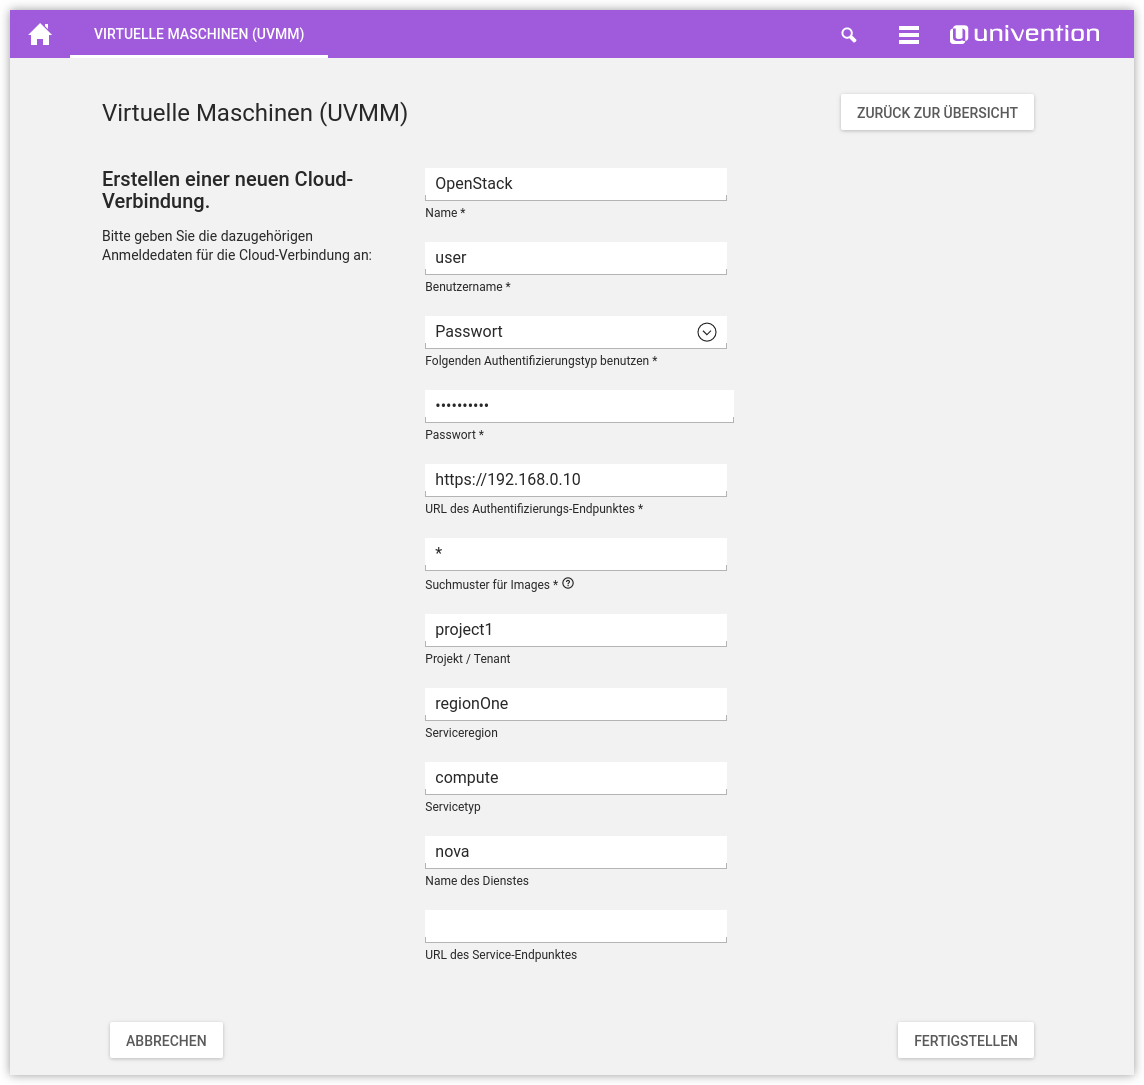 VIRTUELLE MASCHINEN (UVMM)
univention
Virtuelle Maschinen (UVMM)
ZURÜCK ZUR ÜBERSICHT
Erstellen einer neuen Cloud-
Verbindung.
Bitte geben Sie die dazugehörigen
Anmeldedaten für die Cloud-Verbindung an:
OpenStack
Name *
user
Benutzername *
Passwort
Folgenden Authentifizierungstyp benutzen *
••••••••••
Passwort *
https://192.168.0.10
URL des Authentifizierungs-Endpunktes *
*
Suchmuster für Images *
project1
Projekt / Tenant
regionOne
Serviceregion
compute
Servicetyp
nova
Name des Dienstes
URL des Service-Endpunktes
ABBRECHEN
FERTIGSTELLEN